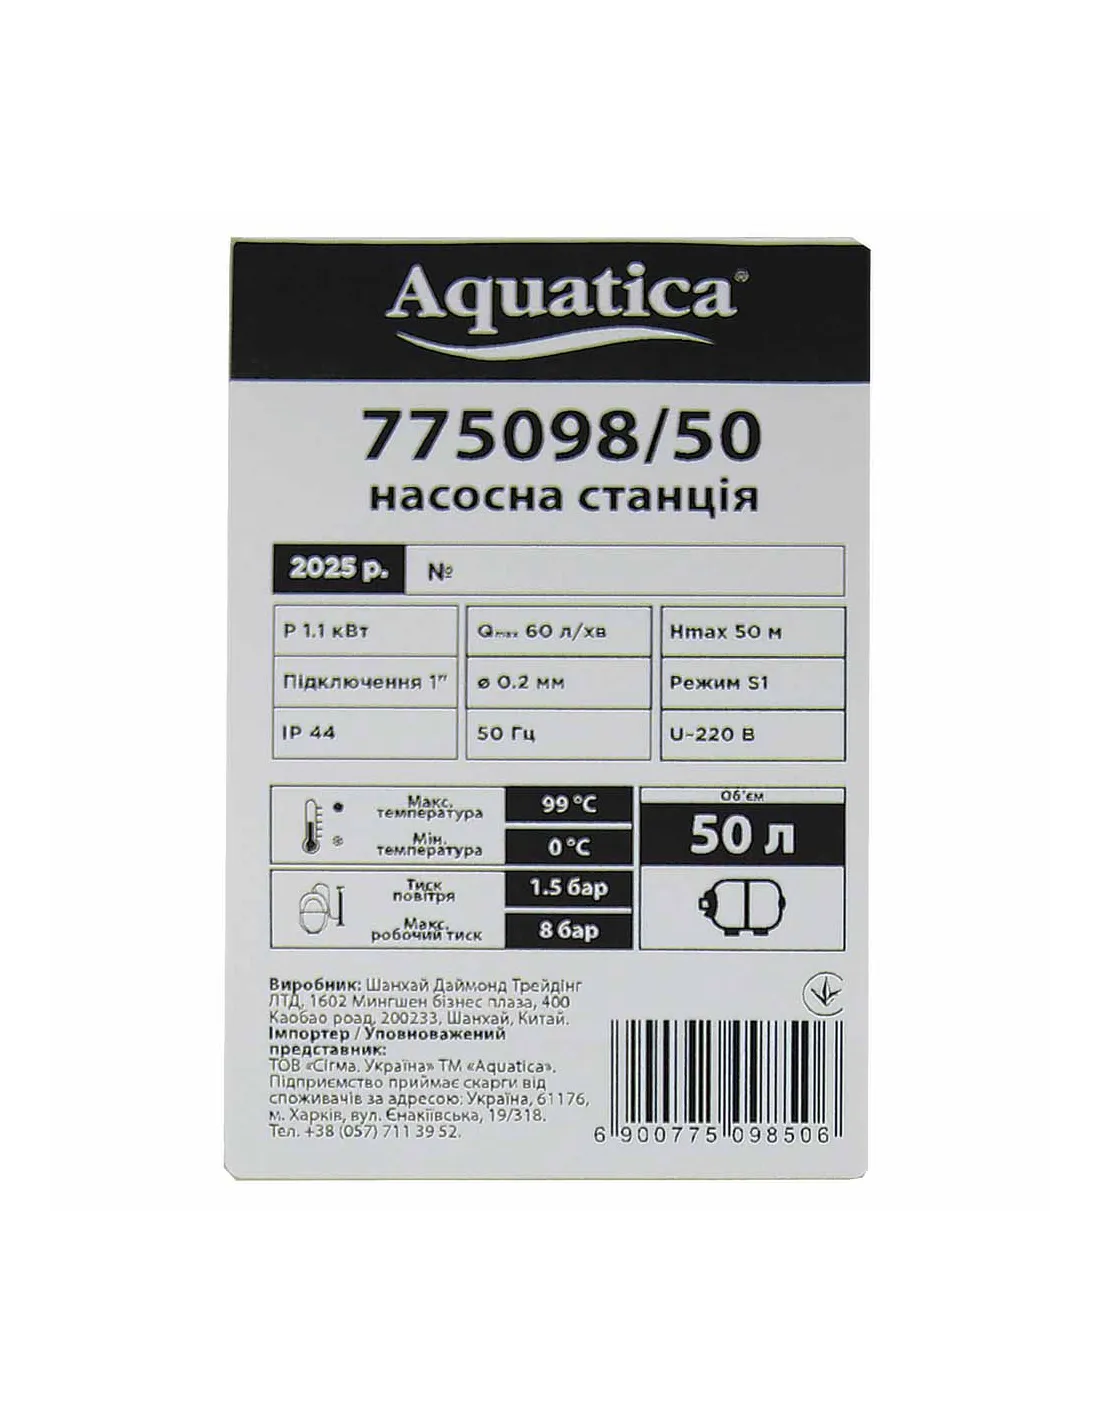 Aquatica®
775098/50
насосна станція
2025 р. №
P 1.1 кВт Qmax 60 л/хв Hmax 50 м
Підключення 1" ø 0.2 мм Режим S1
IP 44 50 Гц U~220 В
Макс. температура 99 °C
Мін. температура 0 °C
Тиск повітря 1.5 бар
Макс. робочий тиск 8 бар
Об'єм
50 л
Виробник: Шанхай Даймонд Трейдінг
ЛТД, 1602 Мингшен бізнес плаза, 400
Каобао роад, 200233, Шанхай, Китай.
Імпортер / Уповноважений
представник:
ТОВ «Сігма. Україна» ТМ «Aquatica».
Підприємство приймає скарги від
споживачів за адресою: Україна, 61176,
м. Харків, вул. Єнакіївська, 19/318.
Тел. +38 (057) 711 39 52.
6 900775 098506